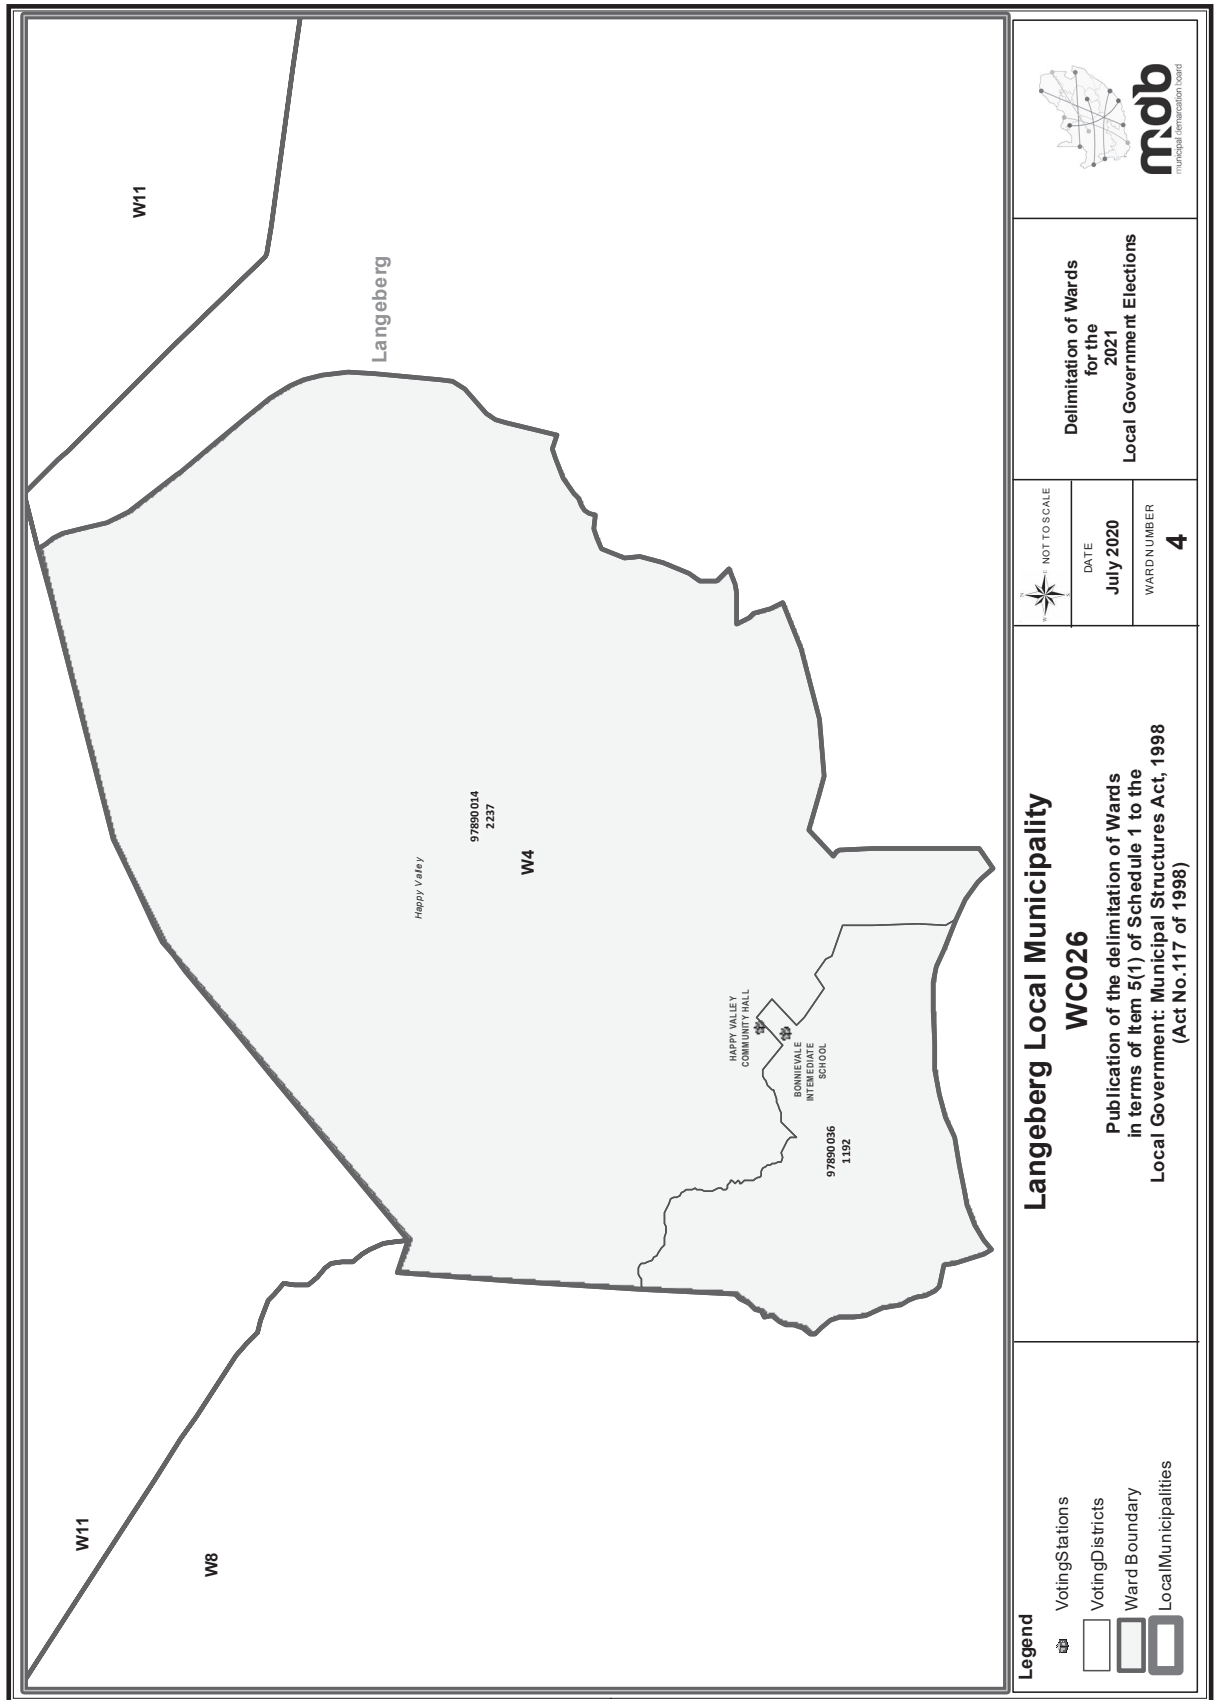 W11
W8
W11
Langeberg
Happy Valley
97890014
2237
W4
HAPPY VALLEY
COMMUNITY HALL
BONNIEVALE
INTEMEDIATE
SCHOOL
97890036
1192
Legend
VotingStations
VotingDistricts
Ward Boundary
LocalMunicipalities
Langeberg Local Municipality
WC026
Publication of the delimitation of Wards
in terms of Item 5(1) of Schedule 1 to the
Local Government: Municipal Structures Act, 1998
(Act No.117 of 1998)
N
W
E
S
NOT TO SCALE
DATE
July 2020
WARDNUMBER
4
Delimitation of Wards
for the
2021
Local Government Elections
mdb
municipal demarcation board